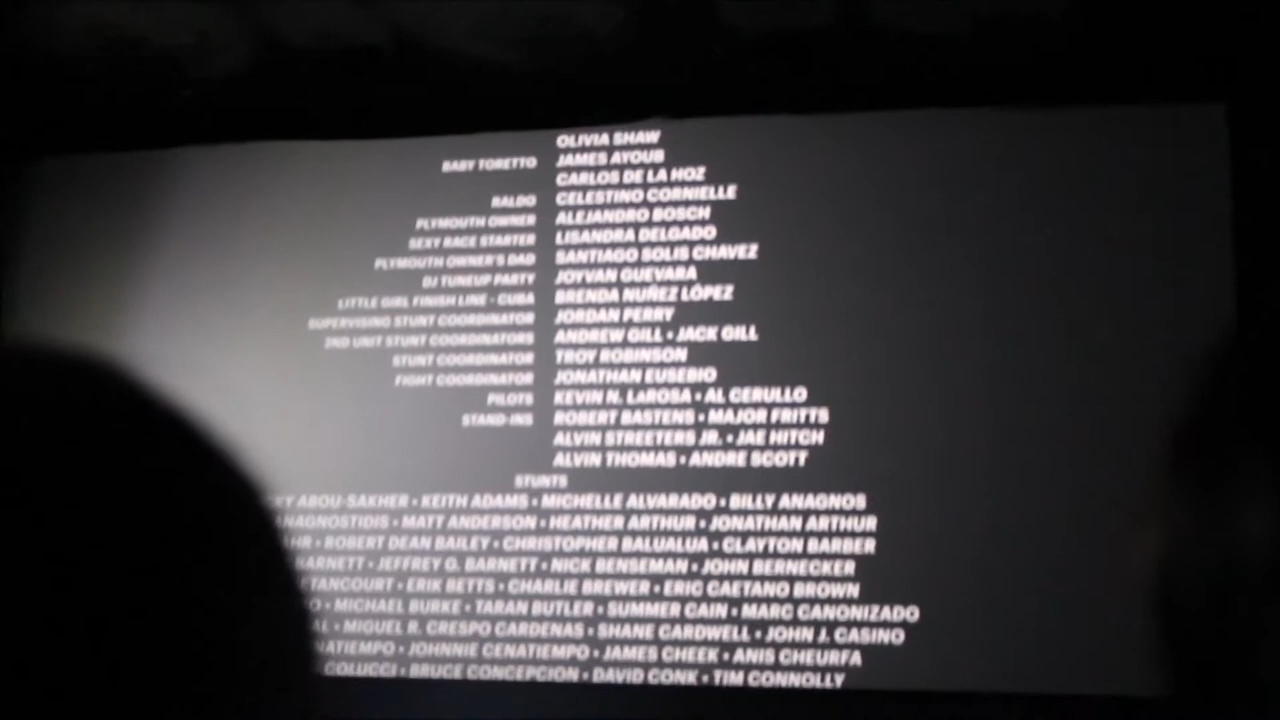 OLIVIA SHAW
BABY TORETTO JAMES AYOUB
CARLOS DE LA HOZ
RALDO CELESTINO CORNIELLE
PLYMOUTH OWNER ALEJANDRO BOSCH
SEXY RACE STARTER LISANDRA DELGADO
PLYMOUTH OWNER'S DAD SANTIAGO SOLIS CHAVEZ
DJ TUNEUP PARTY JOYVAN GUEVARA
LITTLE GIRL FINISH LINE - CUBA BRENDA NUÑEZ LÓPEZ
SUPERVISING STUNT COORDINATOR JORDAN PERRY
2ND UNIT STUNT COORDINATORS ANDREW GILL • JACK GILL
STUNT COORDINATOR TROY ROBINSON
FIGHT COORDINATOR JONATHAN EUSEBIO
PILOTS KEVIN N. LaROSA • AL CERULLO
STAND-INS ROBERT BASTENS • MAJOR FRITTS
ALVIN STREETERS JR. • JAE HITCH
ALVIN THOMAS • ANDRE SCOTT
STUNTS
ABOU-SAKHER • KEITH ADAMS • MICHELLE ALVARADO • BILLY ANAGNOS
ANAGNOSTIDIS • MATT ANDERSON • HEATHER ARTHUR • JONATHAN ARTHUR
• ROBERT DEAN BAILEY • CHRISTOPHER BALUALUA • CLAYTON BARBER
BARNETT • JEFFREY G. BARNETT • NICK BENSEMAN • JOHN BERNECKER
• ERIK BETTS • CHARLIE BREWER • ERIC CAETANO BROWN
• MICHAEL BURKE • TARAN BUTLER • SUMMER CAIN • MARC CANONIZADO
• MIGUEL R. CRESPO CARDENAS • SHANE CARDWELL • JOHN J. CASINO
• JOHNNIE CENATIEMPO • JAMES CHEEK • ANIS CHEURFA
COLUCCI • BRUCE CONCEPCION • DAVID CONK • TIM CONNOLLY